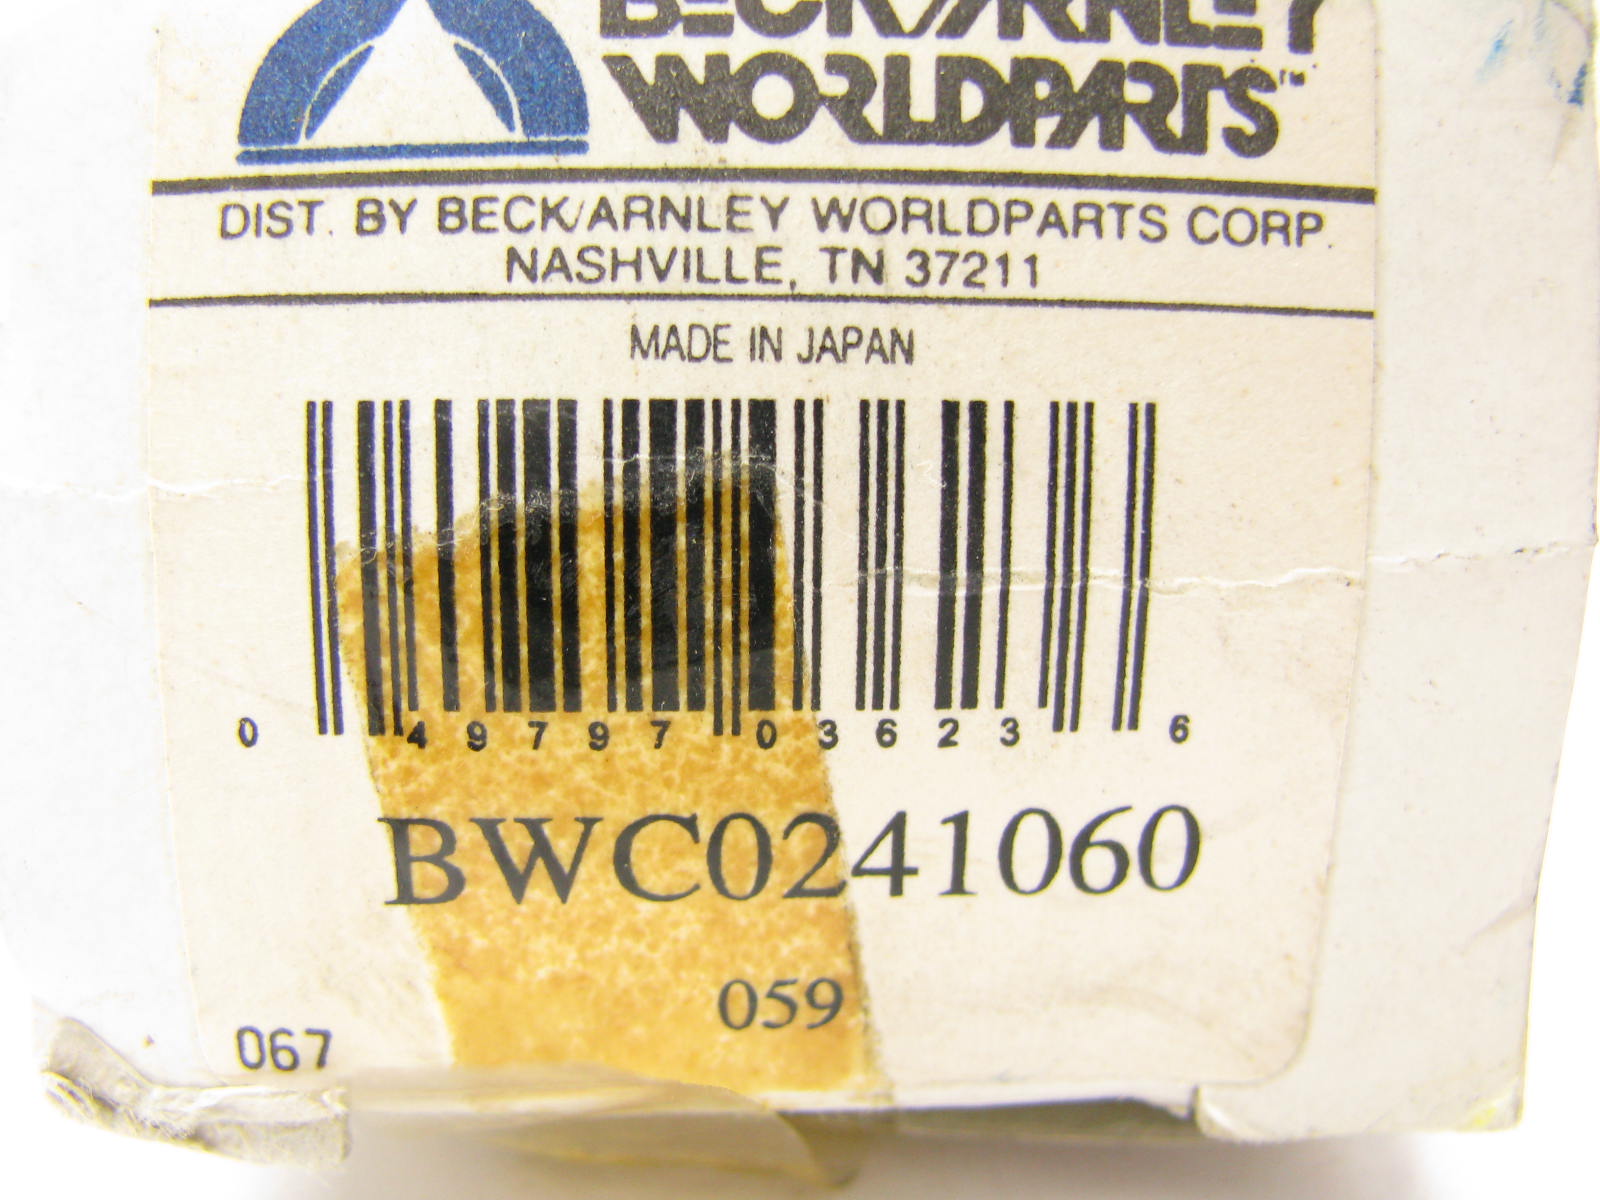 BECK/ARNLEY
WORLDPARTS™
DIST. BY BECK/ARNLEY WORLDPARTS CORP.
NASHVILLE, TN 37211
MADE IN JAPAN
0 49797 03623 6
BWC0241060
059
067